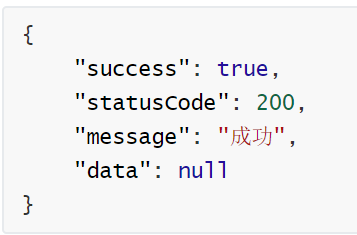 {
    "success": true,
    "statusCode": 200,
    "message": "成功",
    "data": null
}